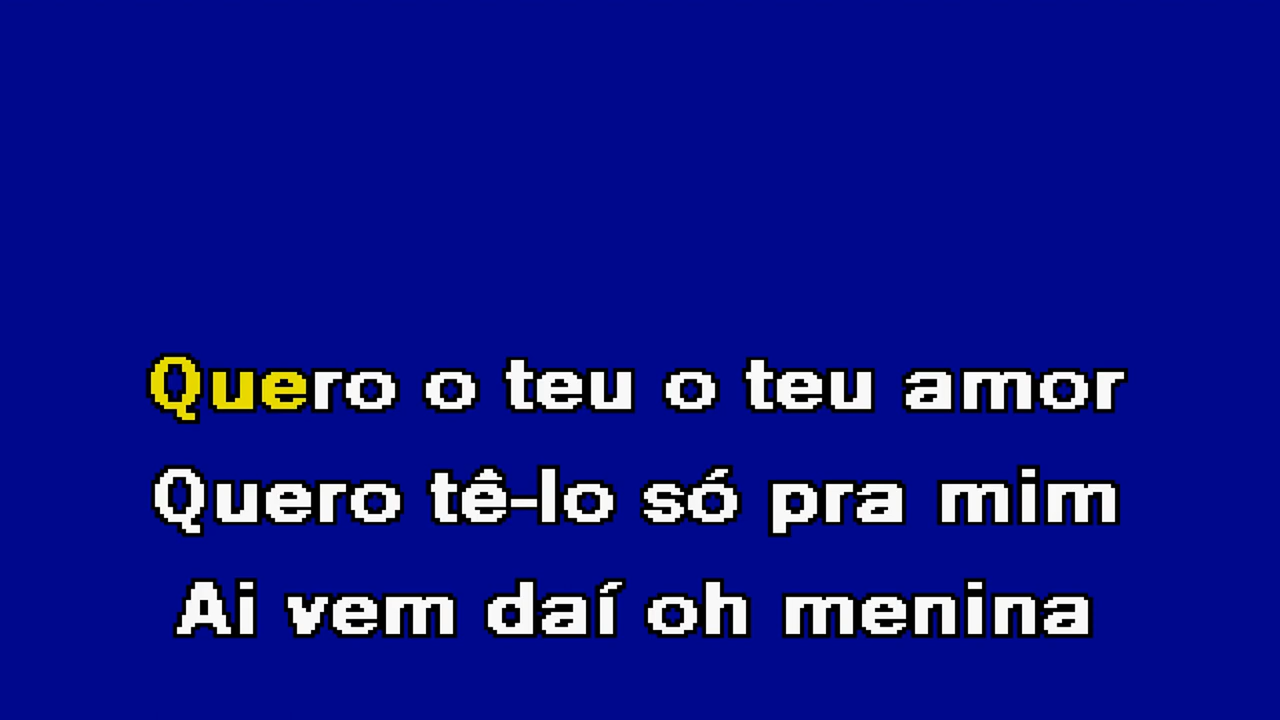 Quero o teu o teu amor
Quero tê-lo só pra mim
Ai vem daí oh menina